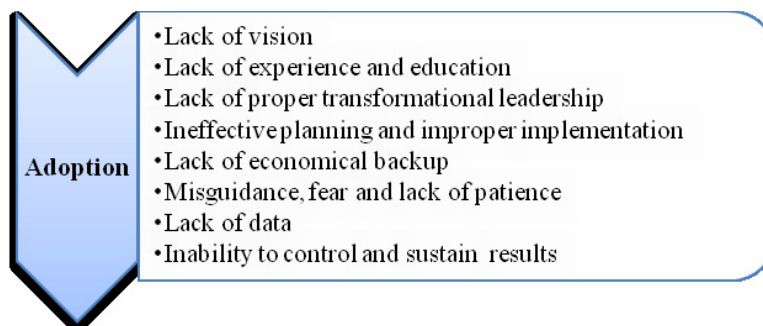 Adoption
•Lack of vision
•Lack of experience and education
•Lack of proper transformational leadership
•Ineffective planning and improper implementation
•Lack of economical backup
•Misguidance, fear and lack of patience
•Lack of data
•Inability to control and sustain results